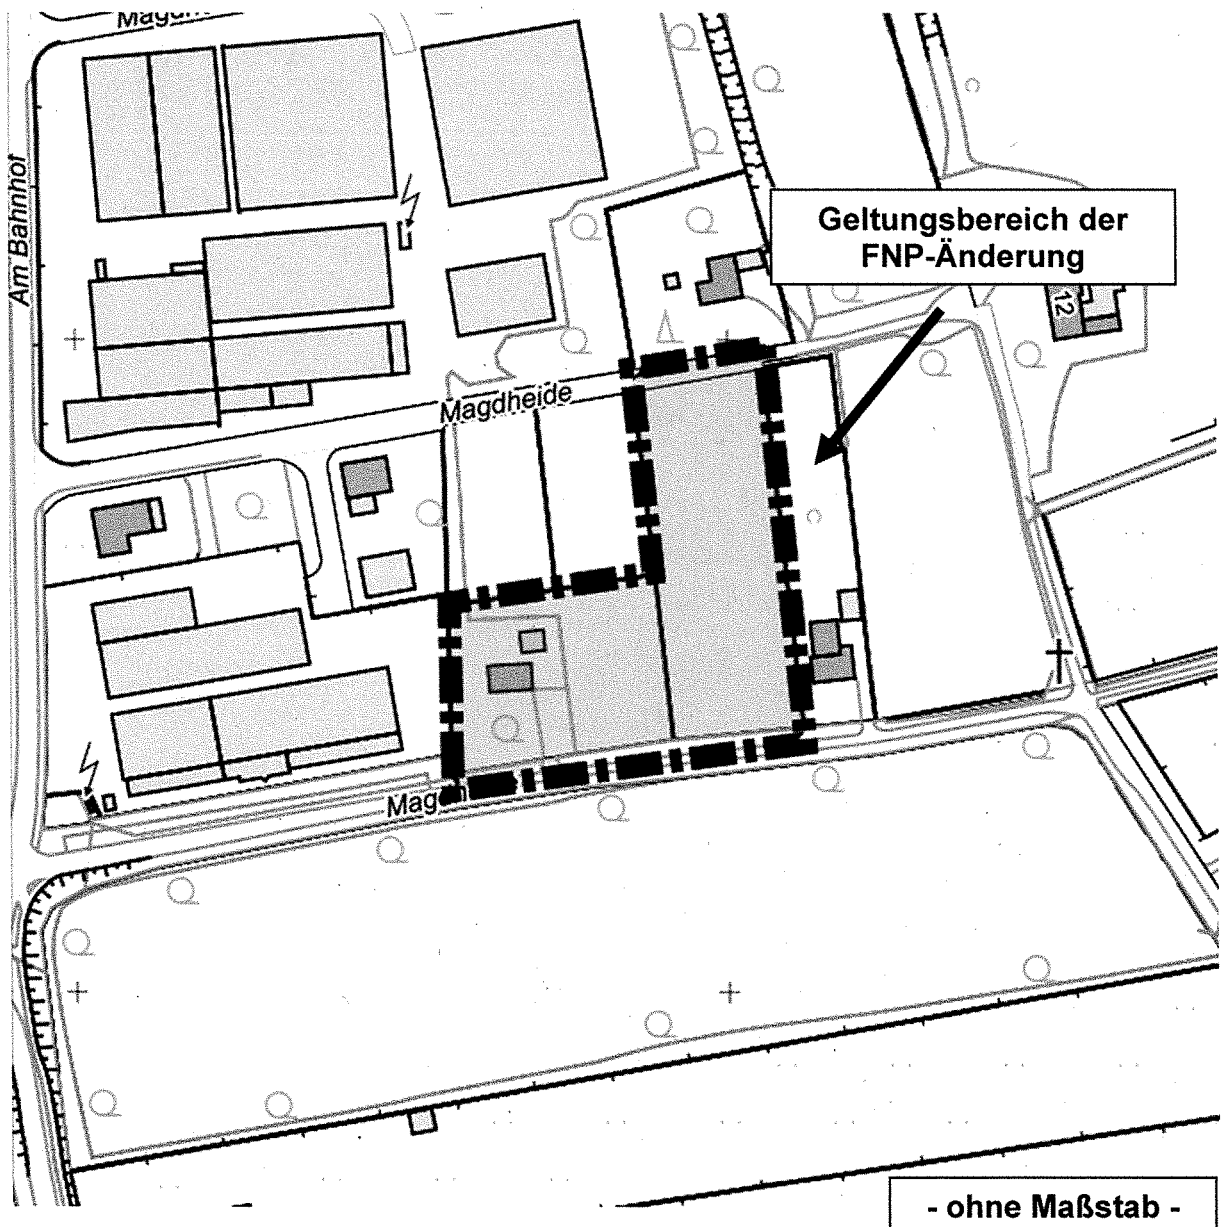 Am Bahnhof
Geltungsbereich der
FNP-Änderung
12
Magdheide
- ohne Maßstab -